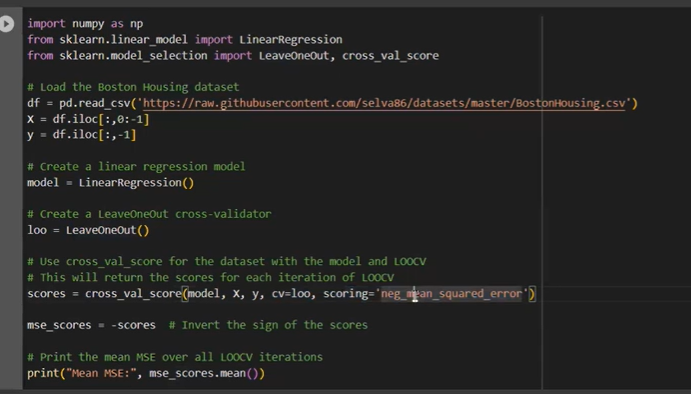 import numpy as np
from sklearn.linear_model import LinearRegression
from sklearn.model_selection import LeaveOneOut, cross_val_score
# Load the Boston Housing dataset
df = pd.read_csv('https://raw.githubusercontent.com/selva86/datasets/master/BostonHousing.csv')
X = df.iloc[:,0:-1]
y = df.iloc[:,-1]
# Create a linear regression model
model = LinearRegression()
# Create a LeaveOneOut cross-validator
loo = LeaveOneOut()
# Use cross_val_score for the dataset with the model and LOOCV
# This will return the scores for each iteration of LOOCV
scores = cross_val_score(model, X, y, cv=loo, scoring='neg_mean_squared_error')
mse_scores = -scores  # Invert the sign of the scores
# Print the mean MSE over all LOOCV iterations
print("Mean MSE:", mse_scores.mean())